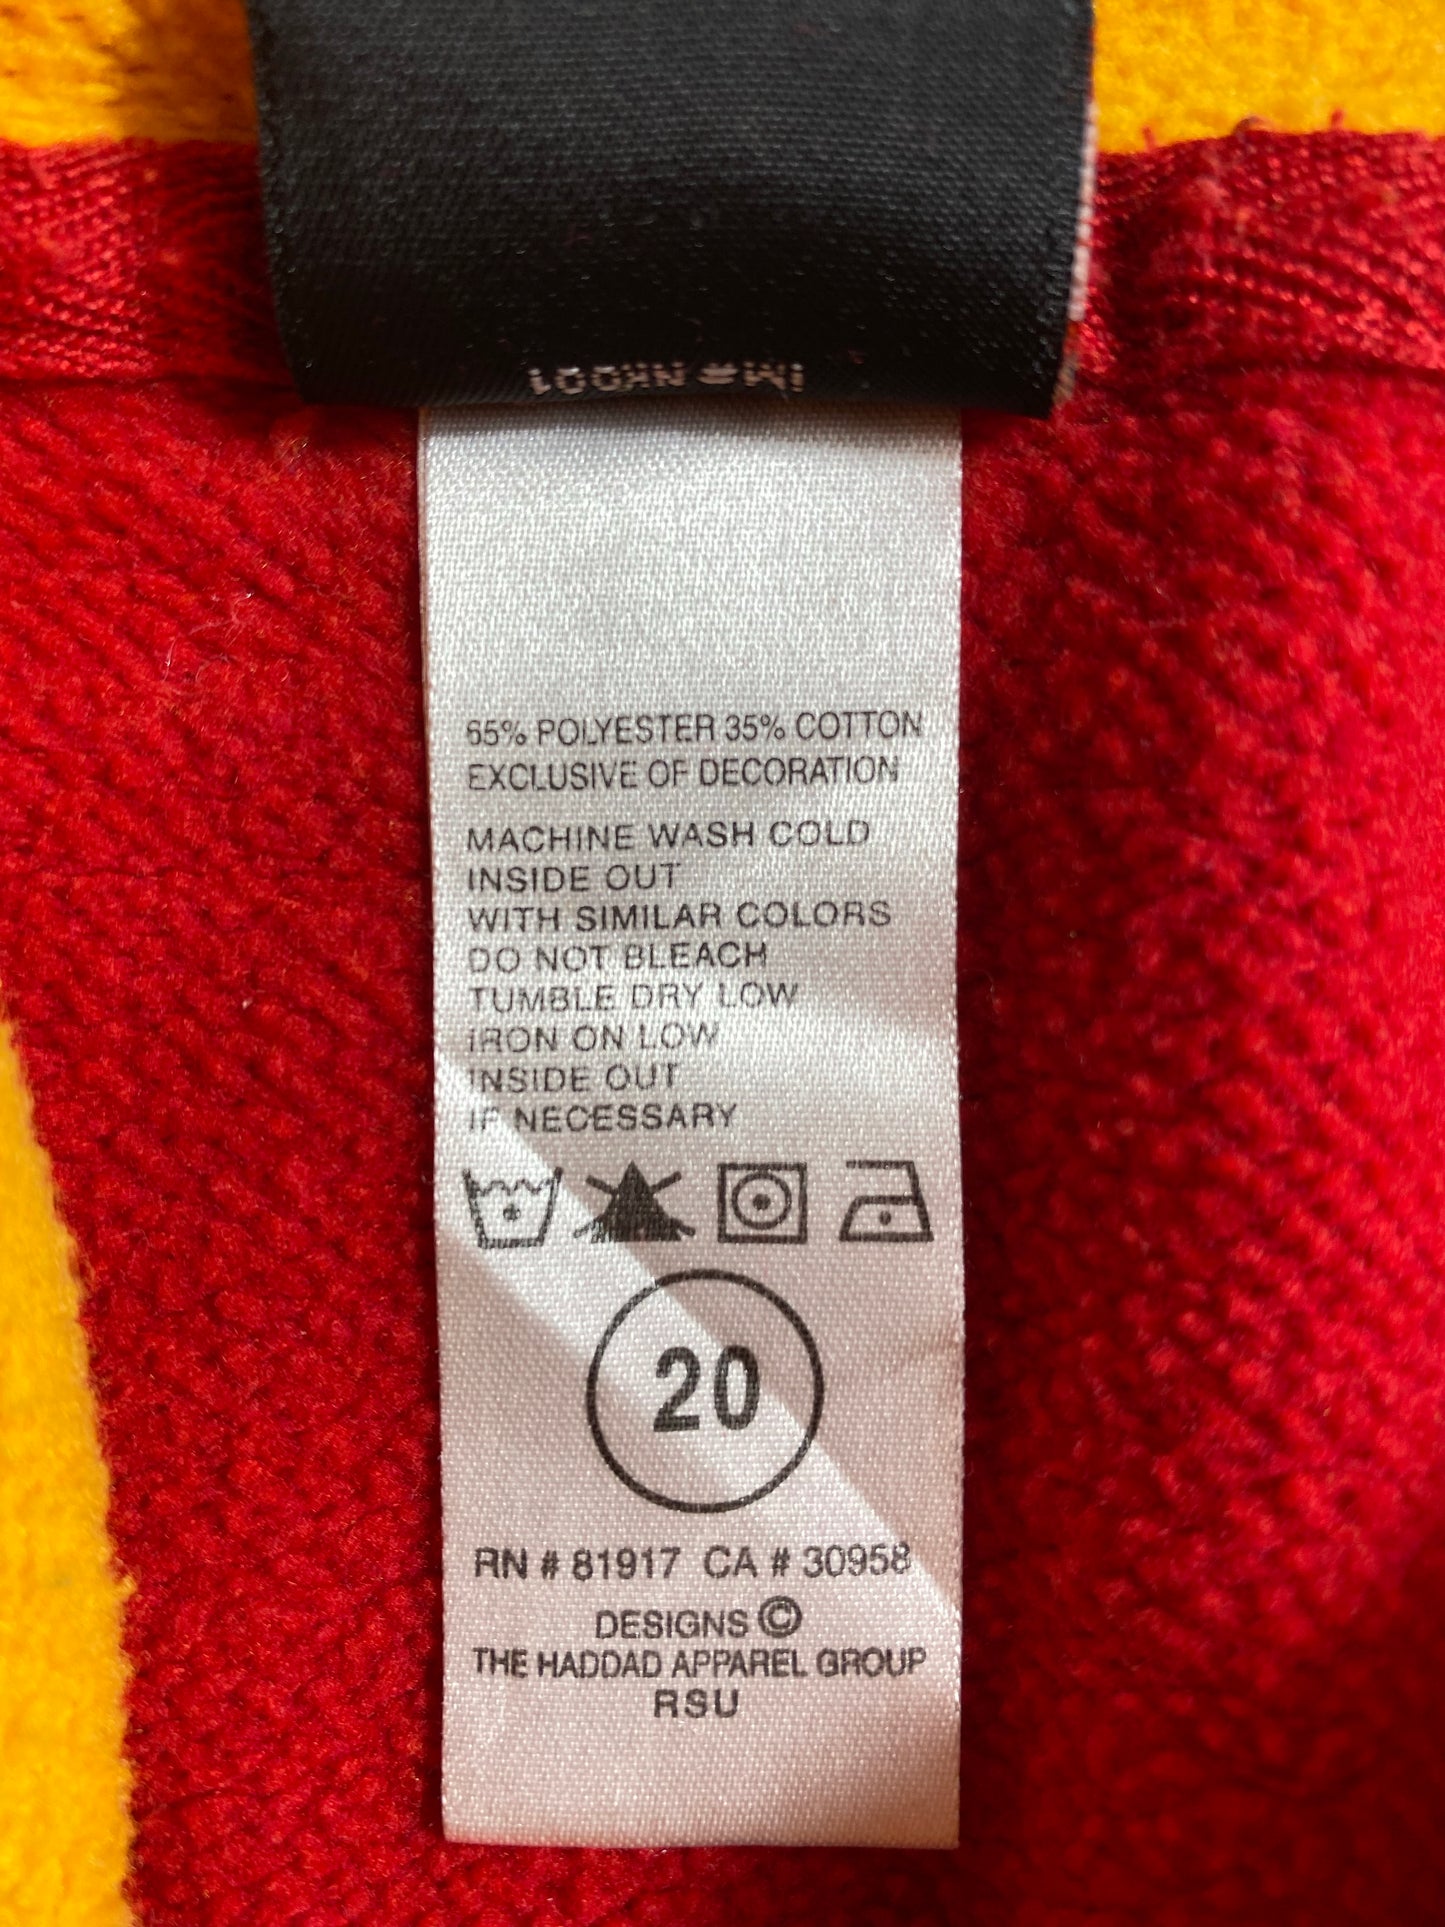 65% POLYESTER 35% COTTON
EXCLUSIVE OF DECORATION
MACHINE WASH COLD
INSIDE OUT
WITH SIMILAR COLORS
DO NOT BLEACH
TUMBLE DRY LOW
IRON ON LOW
INSIDE OUT
IF NECESSARY
20
RN # 81917 CA # 30958
DESIGNS ©
THE HADDAD APPAREL GROUP
RSU